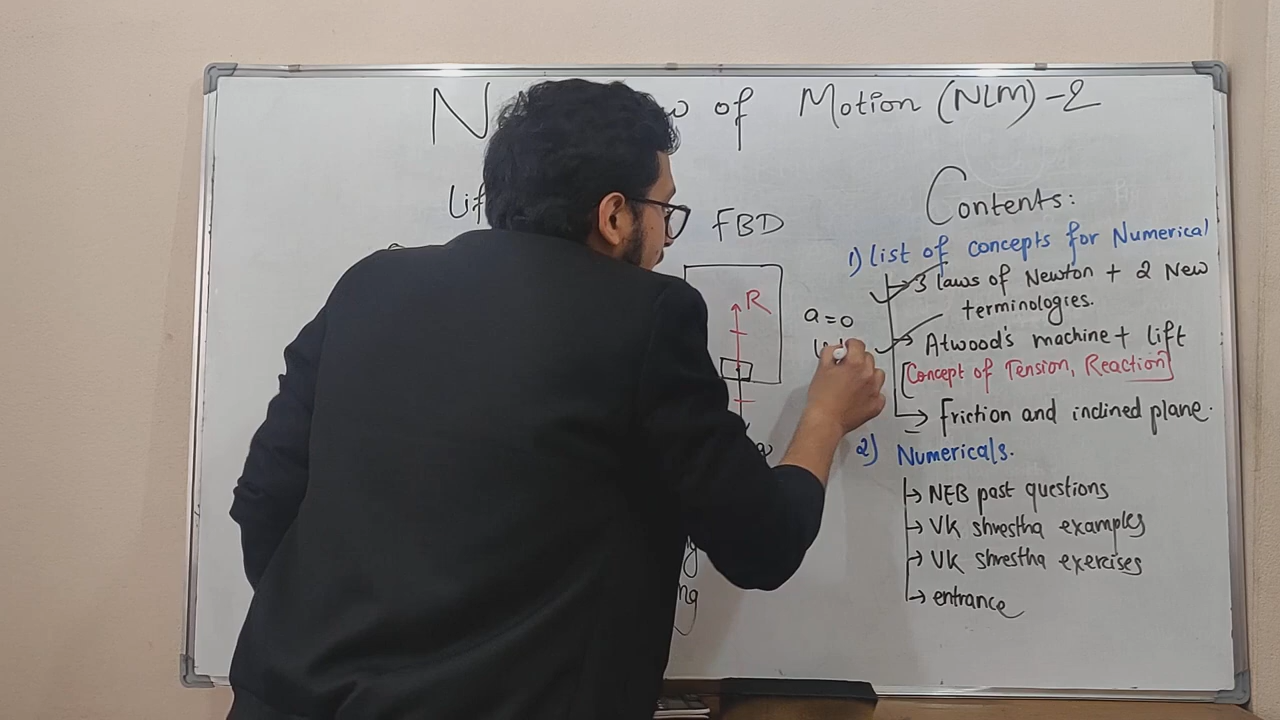 of Motion (NLM)-2
FBD
R
a=0
Contents:
1) list of concepts for Numerical
→ 3 laws of Newton + 2 New
terminologies.
→ Atwood's machine + lift
[Concept of Tension, Reaction]
→ friction and inclined plane.
2) Numericals.
→ NEB past questions
→ VK shrestha examples
→ VK shrestha exercises
→ entrance